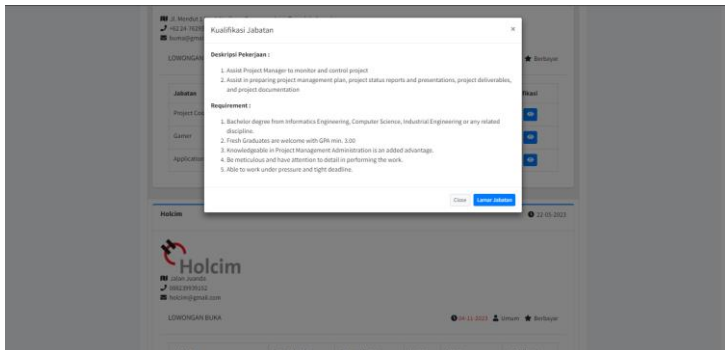 Jl. Mendut
Kualifikasi Jabatan ×
LOWONGAN
Berbayar
Deskripsi Pekerjaan :
1. Assist Project Manager to monitor and control project
2. Assist in preparing project management plan, project status reports and presentations, project deliverables,
and project documentation
Jabatan
Requirement :
Project
1. Bachelor degree from Informatics Engineering, Computer Science, Industrial Engineering or any related
discipline.
2. Fresh Graduates are welcome with GPA min. 3.00
Gamer
3. Knowledgeable in Project Management Administration is an added advantage.
4. Be meticulous and have attention to detail in performing the work.
Application
5. Able to work under pressure and tight deadline.
Close Lamar Jabatan
Holcim
22-05-2023
Holcim
Jalan Juanda
holcim@gmail.com
LOWONGAN BUKA
Umum Berbayar